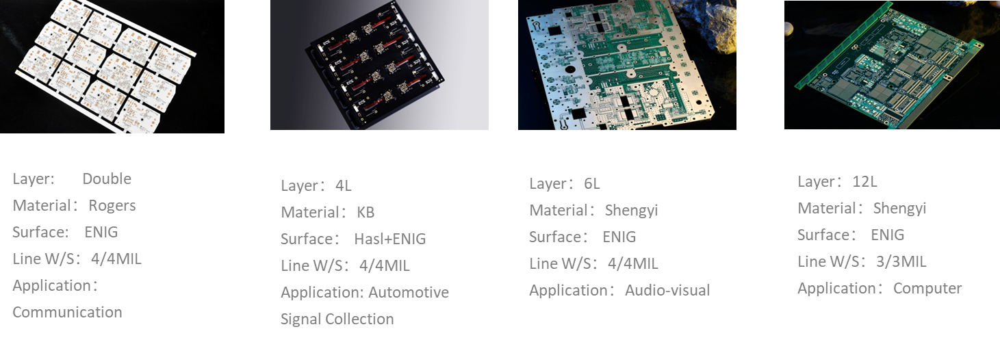 Layer: Double
Material：Rogers
Surface: ENIG
Line W/S：4/4MIL
Application：
Communication
Layer：4L
Material：KB
Surface： Hasl+ENIG
Line W/S：4/4MIL
Application: Automotive
Signal Collection
Layer：6L
Material：Shengyi
Surface： ENIG
Line W/S：4/4MIL
Application：Audio-visual
Layer：12L
Material：Shengyi
Surface： ENIG
Line W/S：3/3MIL
Application：Computer